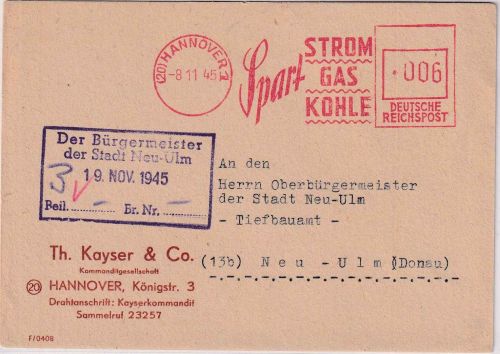 (20) HANNOVER 1
-8 11 45
Spart
STROM
GAS
KOHLE
006
DEUTSCHE
REICHSPOST
Der Bürgermeister
der Stadt Neu-Ulm
19. NOV. 1945
3
Beil. ........ Br. Nr. ........
An den
Herrn Oberbürgermeister
der Stadt Neu-Ulm
- Tiefbauamt -
(13b) Neu - Ulm (Donau)
Th. Kayser & Co.
Kommanditgesellschaft
(20) HANNOVER, Königstr. 3
Drahtanschrift: Kayserkommandit
Sammelruf 23257
F/0408